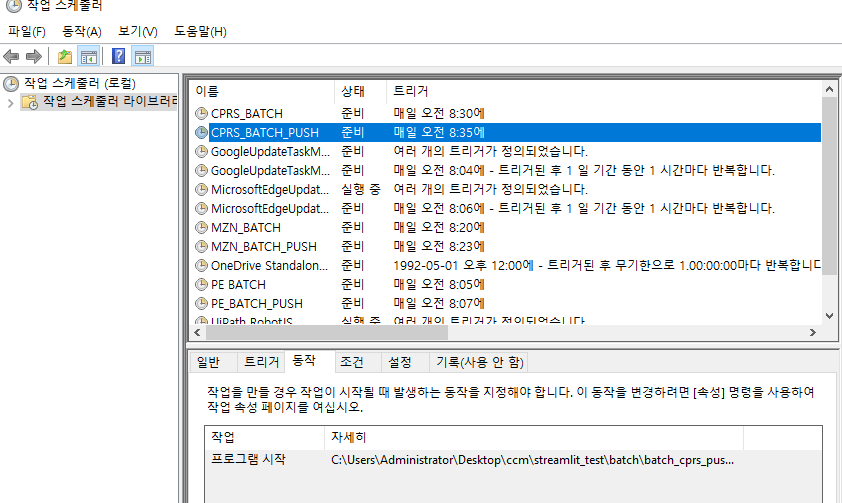 작업 스케줄러
파일(F) 동작(A) 보기(V) 도움말(H)
작업 스케줄러 (로컬)
작업 스케줄러 라이브러리
이름 상태 트리거
CPRS_BATCH 준비 매일 오전 8:30에
CPRS_BATCH_PUSH 준비 매일 오전 8:35에
GoogleUpdateTaskM... 준비 여러 개의 트리거가 정의되었습니다.
GoogleUpdateTaskM... 준비 매일 오전 8:04에 - 트리거된 후 1 일 기간 동안 1 시간마다 반복합니다.
MicrosoftEdgeUpdat... 실행 중 여러 개의 트리거가 정의되었습니다.
MicrosoftEdgeUpdat... 준비 매일 오전 8:06에 - 트리거된 후 1 일 기간 동안 1 시간마다 반복합니다.
MZN_BATCH 준비 매일 오전 8:20에
MZN_BATCH_PUSH 준비 매일 오전 8:23에
OneDrive Standalon... 준비 1992-05-01 오후 12:00에 - 트리거된 후 무기한으로 1.00:00:00마다 반복합니다
PE BATCH 준비 매일 오전 8:05에
PE_BATCH_PUSH 준비 매일 오전 8:07에
UiPath RobotJS 실행 중 여러 개의 트리거가 정의되었습니다
일반 트리거 동작 조건 설정 기록(사용 안 함)
작업을 만들 경우 작업이 시작될 때 발생하는 동작을 지정해야 합니다. 이 동작을 변경하려면 [속성] 명령을 사용하여
작업 속성 페이지를 여십시오.
작업 자세히
프로그램 시작 C:\Users\Administrator\Desktop\ccm\streamlit_test\batch\batch_cprs_pus...